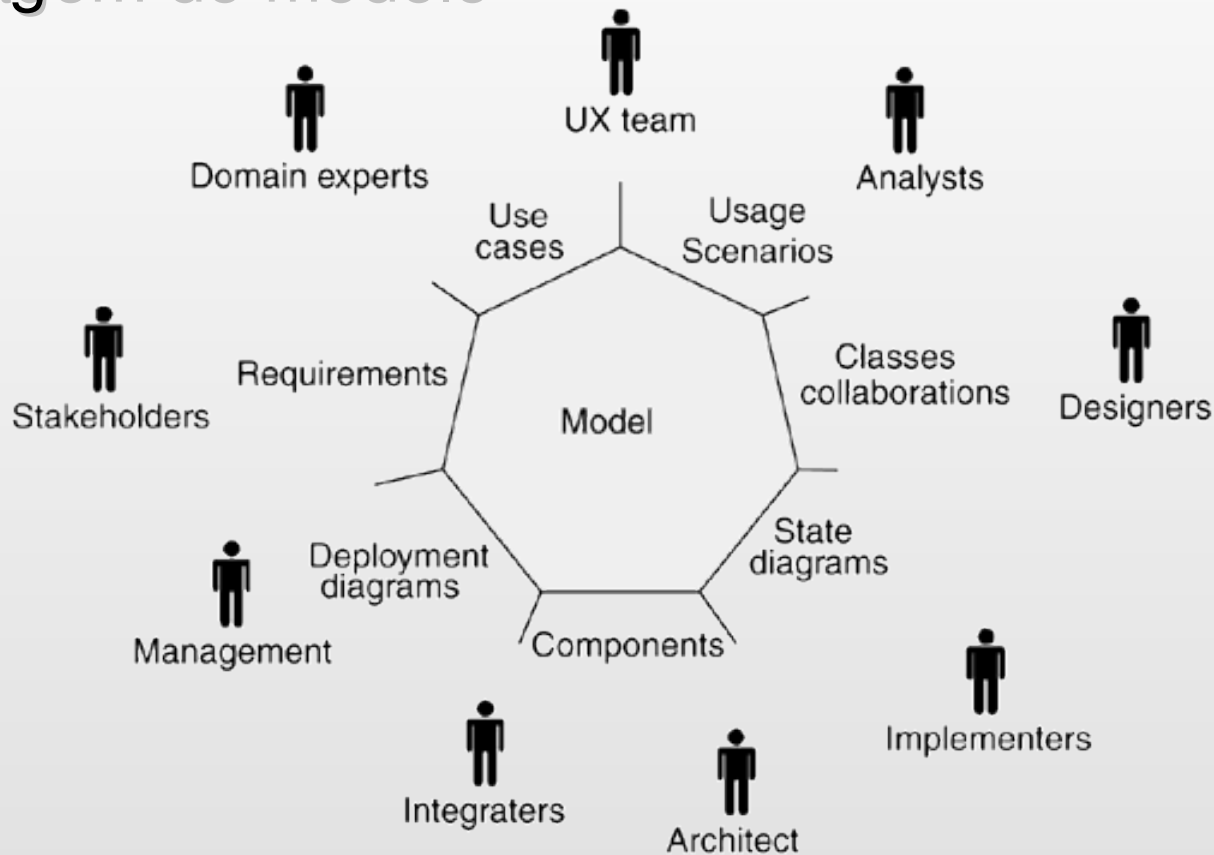 UX team
Domain experts
Analysts
Use
cases
Usage
Scenarios
Stakeholders
Requirements
Classes
collaborations
Designers
Model
State
diagrams
Deployment
diagrams
Management
Components
Implementers
Integraters
Architect